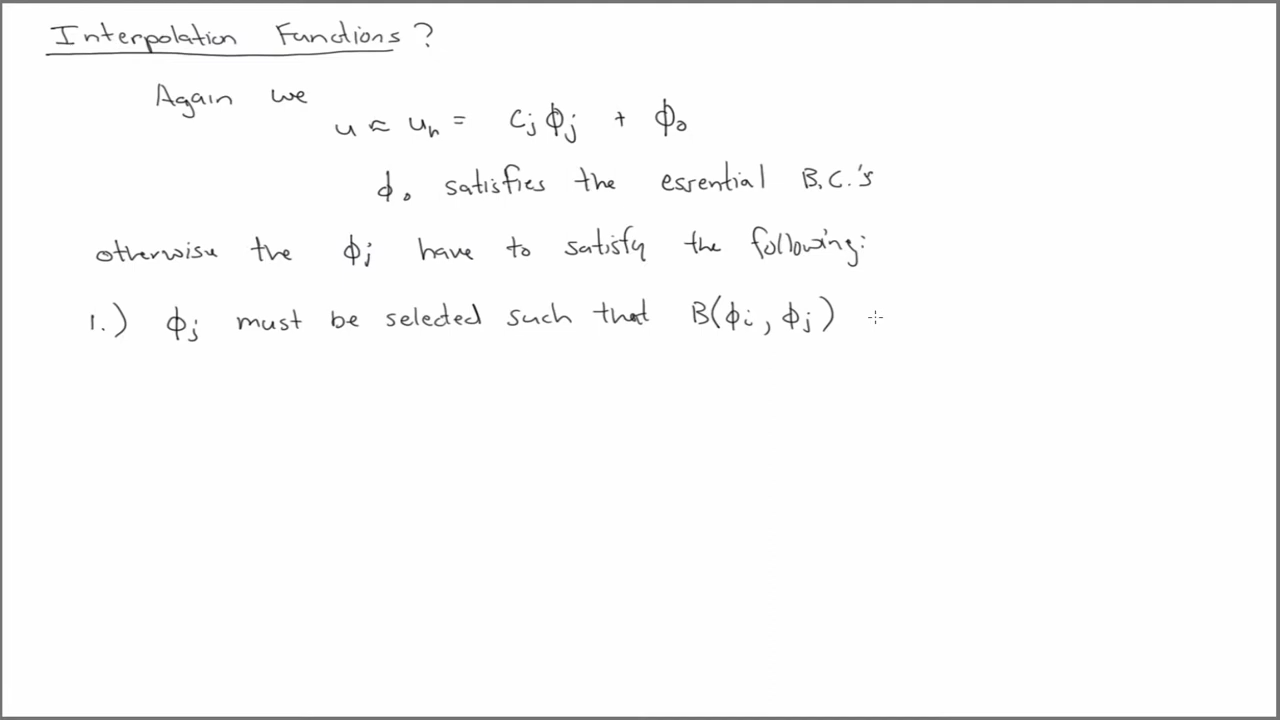 Interpolation Functions?
Again we
u ≈ uₕ = cⱼ ϕⱼ + ϕ₀
ϕ₀ satisfies the essential B.C.'s
otherwise the ϕⱼ have to satisfy the following:
1.) ϕⱼ must be selected such that B(ϕᵢ, ϕⱼ)